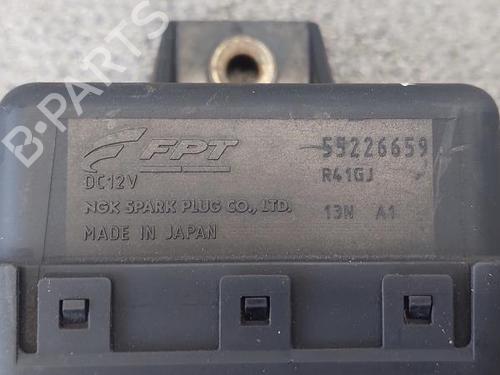 B-PARTS
FPT
55226659
DC12V
R41GJ
NGK SPARK PLUG CO., LTD.
13N A1
MADE IN JAPAN